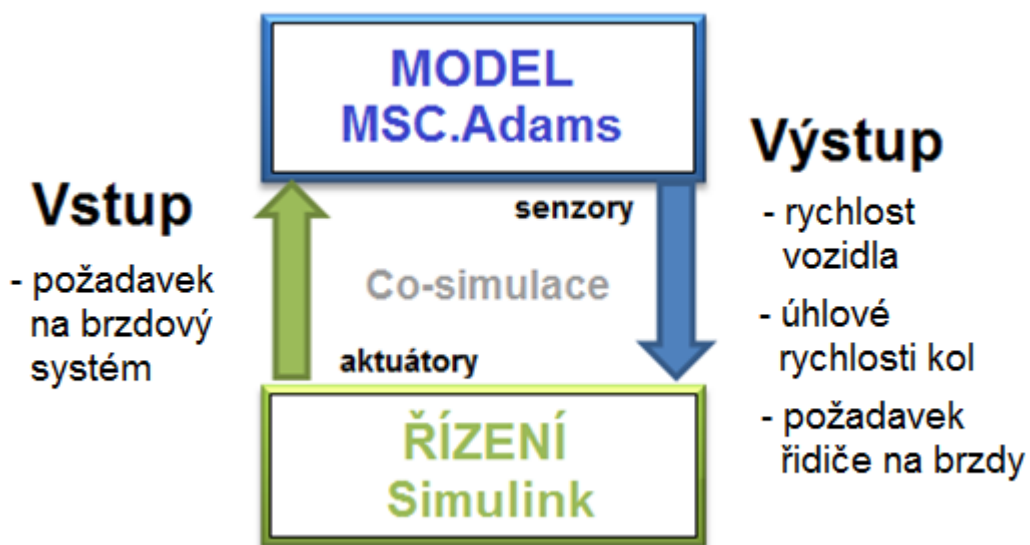 MODEL
MSC.Adams
Vstup
- požadavek
na brzdový
systém
senzory
Co-simulace
aktuátory
Výstup
- rychlost
vozidla
- úhlové
rychlosti kol
- požadavek
řidiče na brzdy
ŘÍZENÍ
Simulink